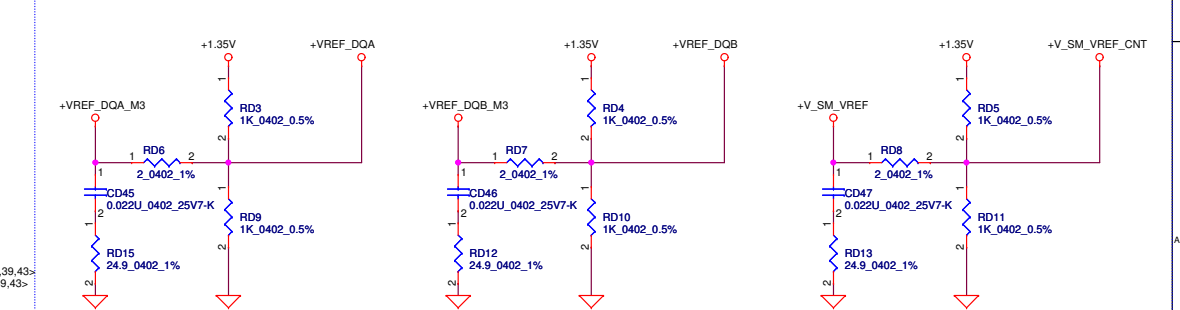 +1.35V
+VREF_DQA
+VREF_DQA_M3
1
RD3
1K_0402_0.5%
2
RD6
1
2
2_0402_1%
1
CD45
0.022U_0402_25V7-K
2
1
RD9
1K_0402_0.5%
2
1
RD15
24.9_0402_1%
2
+1.35V
+VREF_DQB
+VREF_DQB_M3
1
RD4
1K_0402_0.5%
2
RD7
1
2
2_0402_1%
1
CD46
0.022U_0402_25V7-K
2
1
RD10
1K_0402_0.5%
2
1
RD12
24.9_0402_1%
2
+1.35V
+V_SM_VREF_CNT
+V_SM_VREF
1
RD5
1K_0402_0.5%
2
RD8
1
2
2_0402_1%
1
CD47
0.022U_0402_25V7-K
2
1
RD11
1K_0402_0.5%
2
1
RD13
24.9_0402_1%
2
A
,39,43>
9,43>